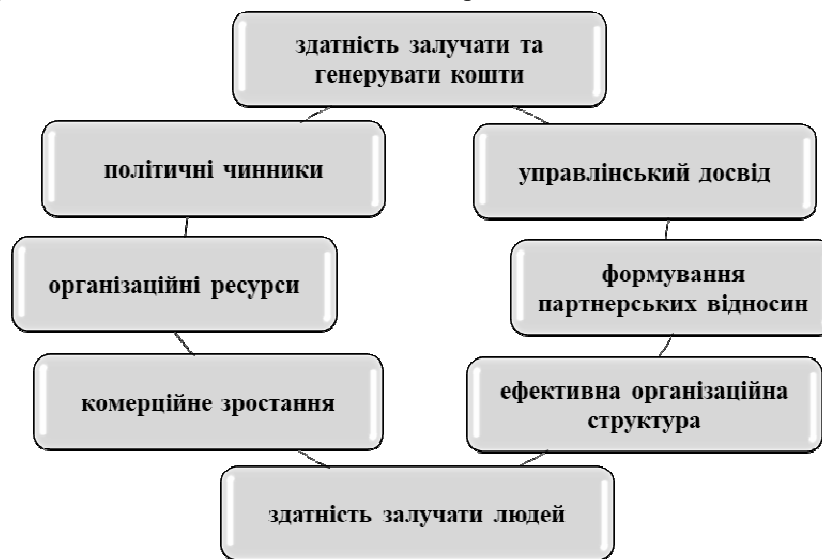 здатність залучати та
генерувати кошти
політичні чинники
управлінський досвід
організаційні ресурси
формування
партнерських відносин
комерційне зростання
ефективна організаційна
структура
здатність залучати людей